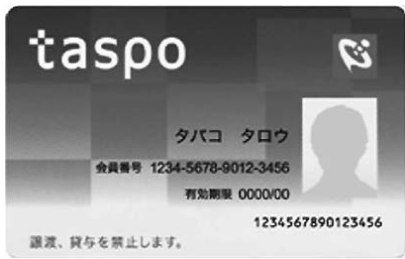 taspo
タバコ タロウ
会員番号 1234-5678-9012-3456
有効期限 0000/00
1234567890123456
譲渡、貸与を禁止します。